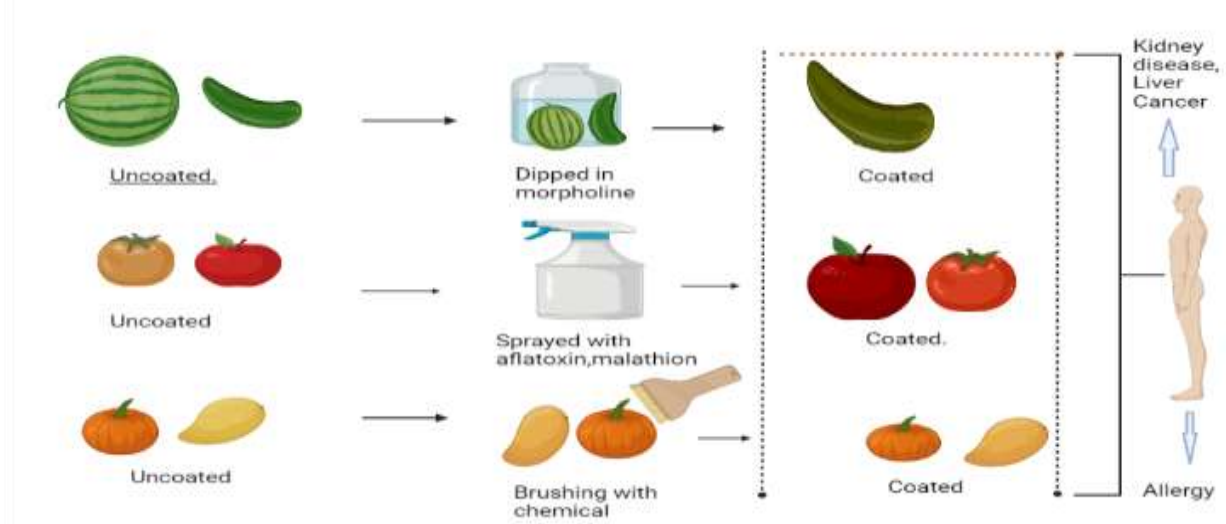 Kidney
disease,
Liver
Cancer
Uncoated.
Dipped in
morpholine
Coated
Uncoated
Sprayed with
aflatoxin,malathion
Coated.
Uncoated
Brushing with
chemical
Coated
Allergy